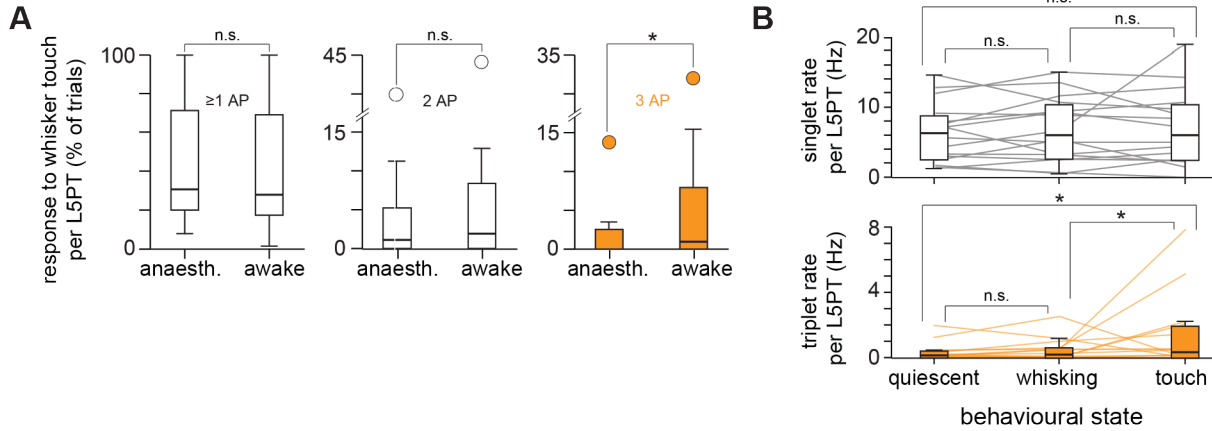 A
response to whisker touch
per L5PT (% of trials)
100
0
n.s.
≥1 AP
anaesth. awake
45
15
0
n.s.
2 AP
anaesth. awake
35
15
0
*
3 AP
anaesth. awake
B
singlet rate
per L5PT (Hz)
20
10
0
n.s.
n.s.
n.s.
triplet rate
per L5PT (Hz)
8
4
0
*
*
n.s.
quiescent whisking touch
behavioural state